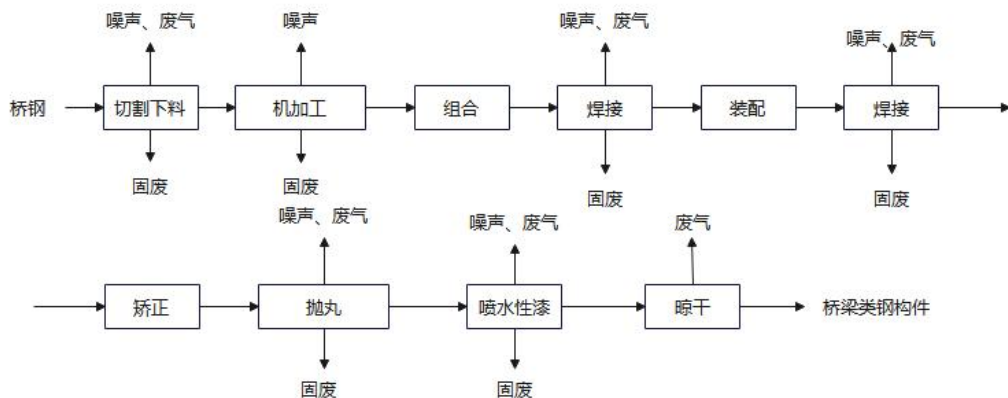 噪声、废气
噪声
噪声、废气
噪声、废气
桥钢
切割下料
机加工
组合
焊接
装配
焊接
固废
固废
固废
固废
噪声、废气
噪声、废气
废气
矫正
抛丸
喷水性漆
晾干
桥梁类钢构件
固废
固废